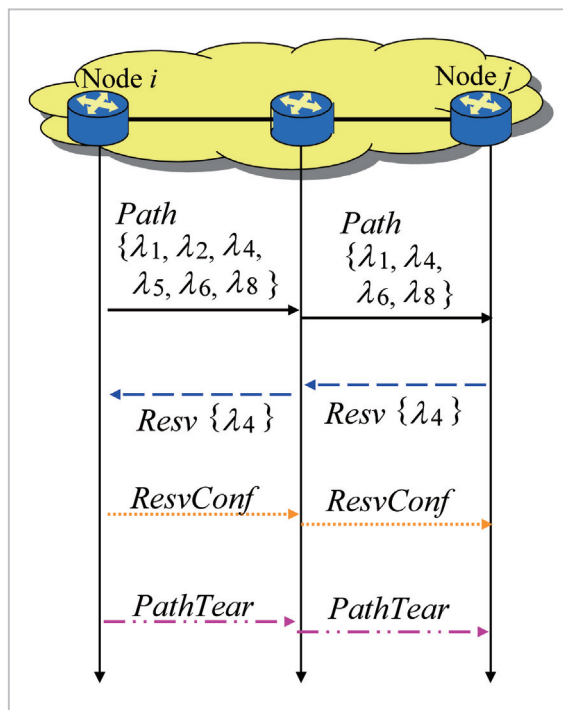 Node i
Node j
Path
{λ1, λ2, λ4,
λ5, λ6, λ8 }
Path
{λ1, λ4,
λ6, λ8 }
Resv {λ4 }
Resv {λ4 }
ResvConf
ResvConf
PathTear
PathTear